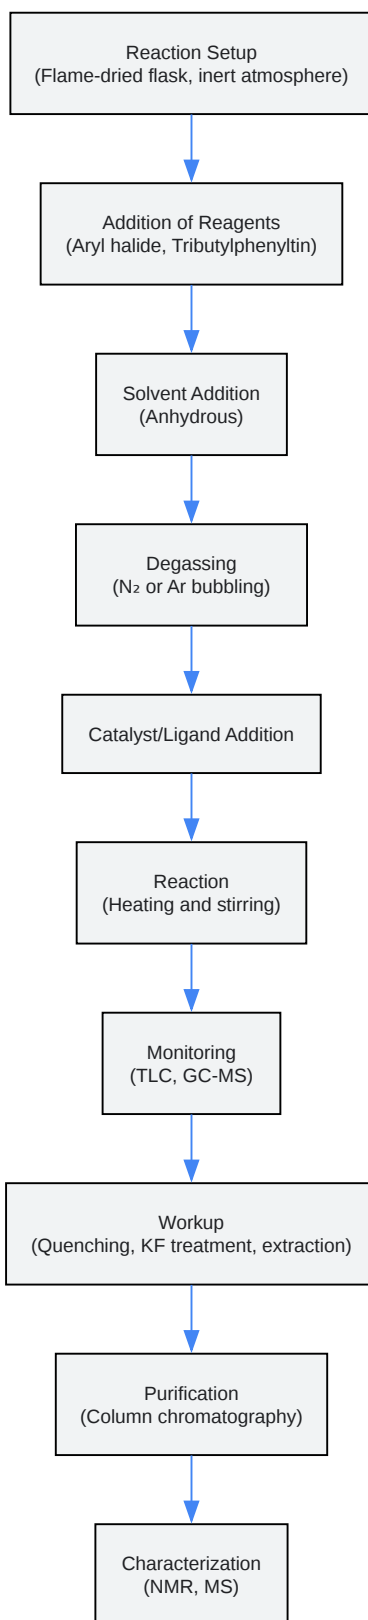 Reaction Setup
(Flame-dried flask, inert atmosphere)
Addition of Reagents
(Aryl halide, Tributylphenyltin)
Solvent Addition
(Anhydrous)
Degassing
(N₂ or Ar bubbling)
Catalyst/Ligand Addition
Reaction
(Heating and stirring)
Monitoring
(TLC, GC-MS)
Workup
(Quenching, KF treatment, extraction)
Purification
(Column chromatography)
Characterization
(NMR, MS)